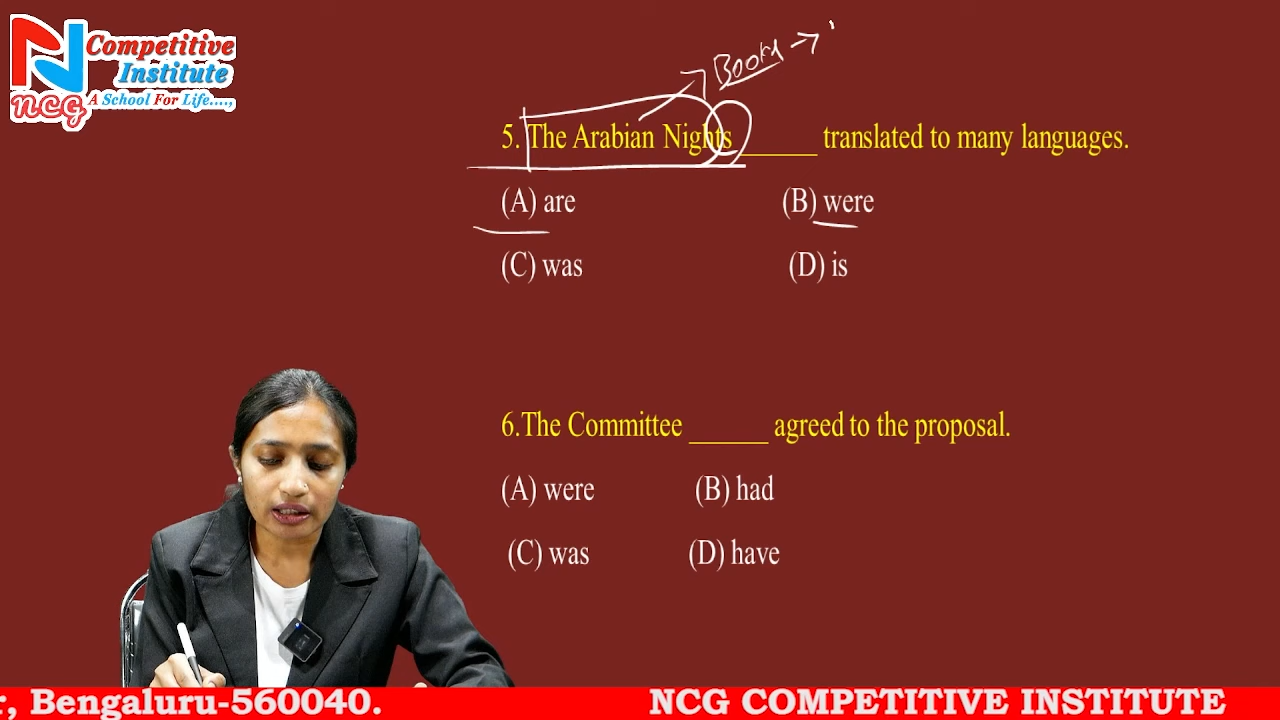 Competitive
Institute
NCG A School For Life....,
Books →
5. The Arabian Nights ______ translated to many languages.
(A) are (B) were
(C) was (D) is
6.The Committee ______ agreed to the proposal.
(A) were (B) had
(C) was (D) have
r, Bengaluru-560040. NCG COMPETITIVE INSTITUTE